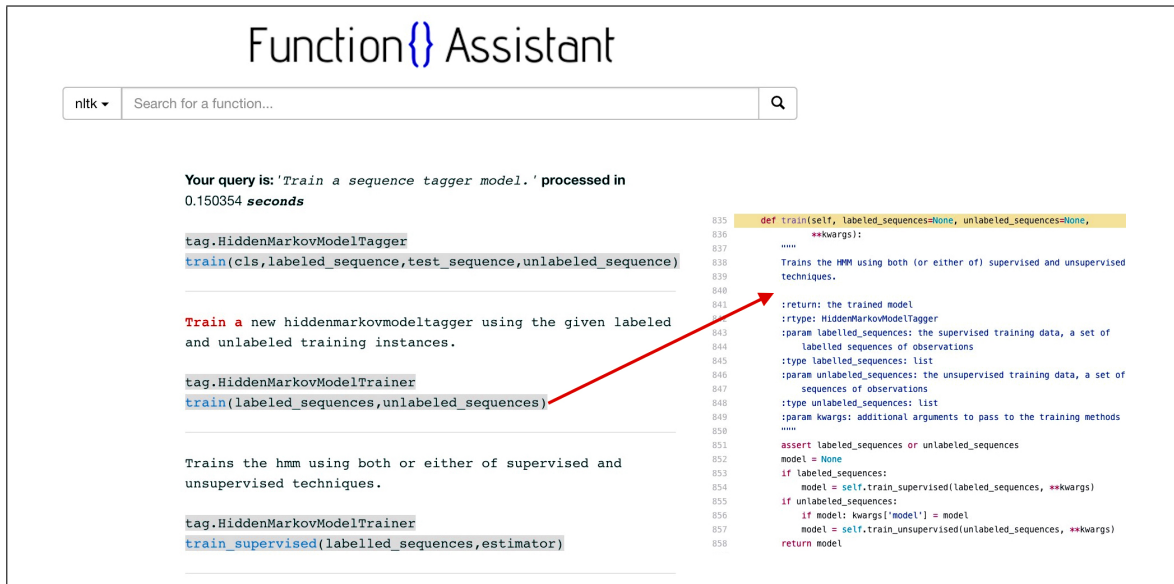 Function{} Assistant
nltk
Search for a function...
Your query is: 'Train a sequence tagger model.' processed in
0.150354 seconds
tag.HiddenMarkovModelTagger
train(cls,labeled_sequence,test_sequence,unlabeled_sequence)
Train a new hiddenmarkovmodeltagger using the given labeled
and unlabeled training instances.
tag.HiddenMarkovModelTrainer
train(labeled_sequences,unlabeled_sequences)
Trains the hmm using both or either of supervised and
unsupervised techniques.
tag.HiddenMarkovModelTrainer
train_supervised(labelled_sequences,estimator)
835 def train(self, labeled_sequences=None, unlabeled_sequences=None,
836 **kwargs):
837 """
838 Trains the HMM using both (or either of) supervised and unsupervised
839 techniques.
840
841 :return: the trained model
:rtype: HiddenMarkovModelTagger
843 :param labelled_sequences: the supervised training data, a set of
844 labelled sequences of observations
845 :type labelled_sequences: list
846 :param unlabeled_sequences: the unsupervised training data, a set of
847 sequences of observations
848 :type unlabeled_sequences: list
849 :param kwargs: additional arguments to pass to the training methods
850 """
851 assert labeled_sequences or unlabeled_sequences
852 model = None
853 if labeled_sequences:
854 model = self.train_supervised(labeled_sequences, **kwargs)
855 if unlabeled_sequences:
856 if model: kwargs['model'] = model
857 model = self.train_unsupervised(unlabeled_sequences, **kwargs)
858 return model